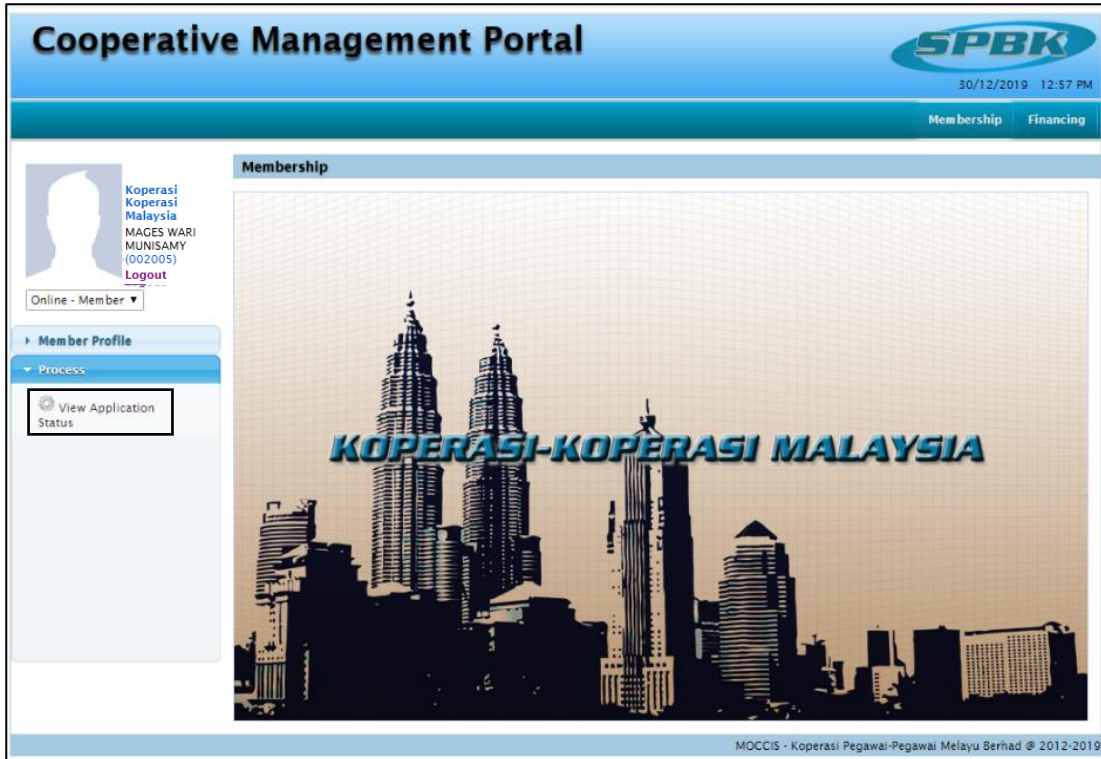 Cooperative Management Portal
SPBK
30/12/2019 12:57 PM
Membership Financing
Membership
Koperasi
Koperasi
Malaysia
MAGES WARI
MUNISAMY
(002005)
Logout
Online - Member
Member Profile
Process
View Application
Status
KOPERASI-KOPERASI MALAYSIA
MOCCIS - Koperasi Pegawai-Pegawai Melayu Berhad @ 2012-2019